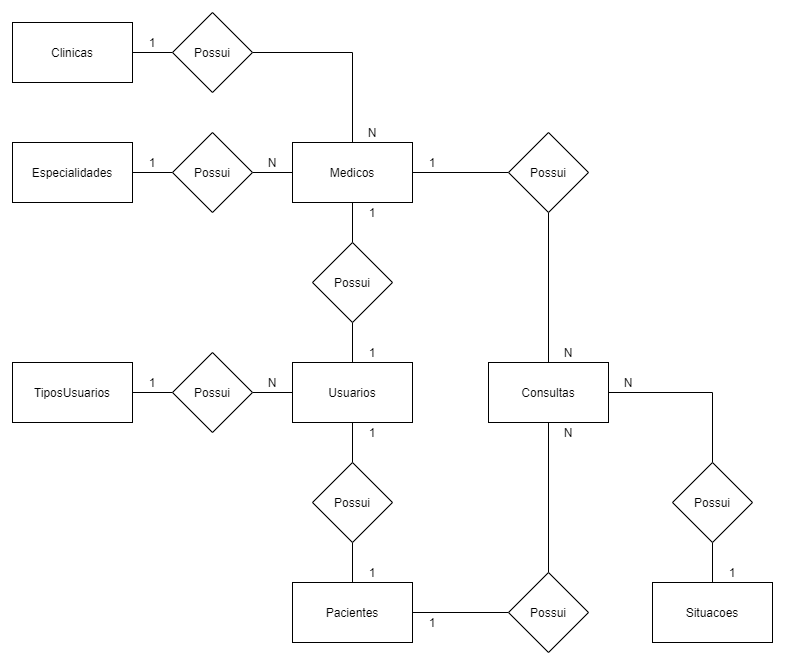 Clinicas
1
Possui
N
Especialidades
1
Possui
N
Medicos
1
Possui
1
Possui
1
TiposUsuarios
1
Possui
N
Usuarios
N
Consultas
N
1
N
Possui
Possui
1
1
Pacientes
1
Possui
Situacoes